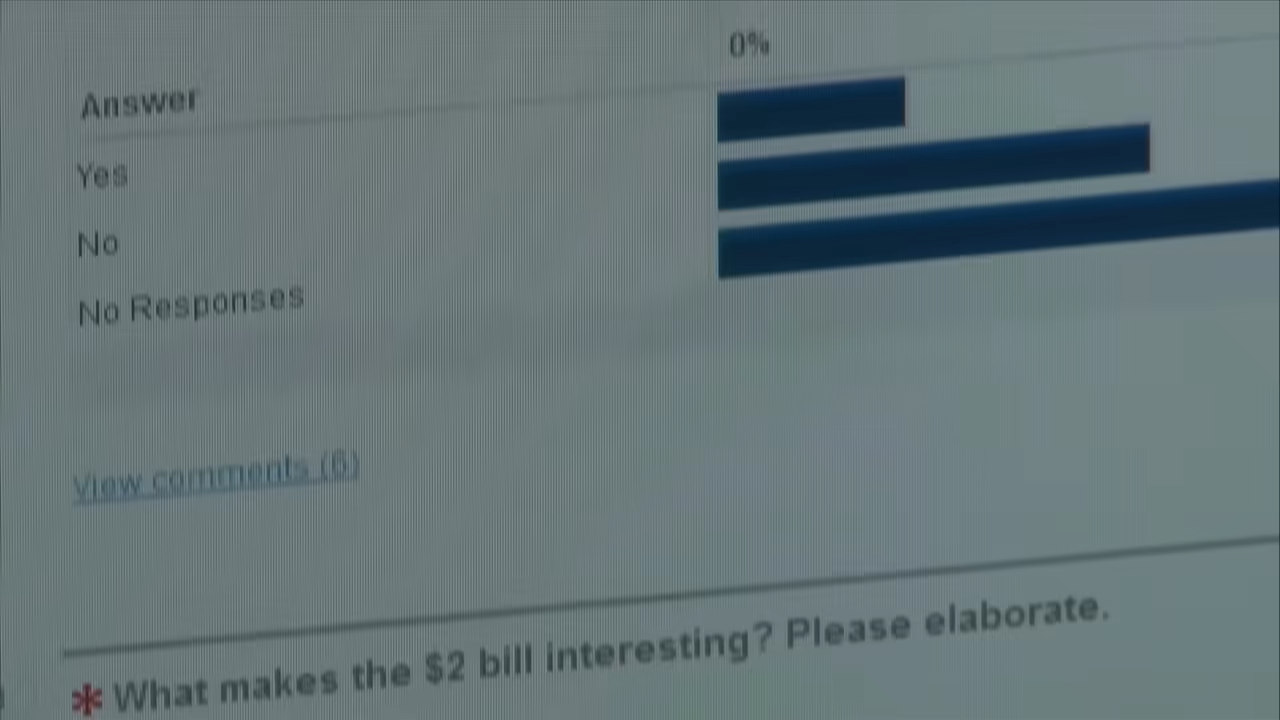 0%
Answer
Yes
No
No Responses
View comments (6)
* What makes the $2 bill interesting? Please elaborate.